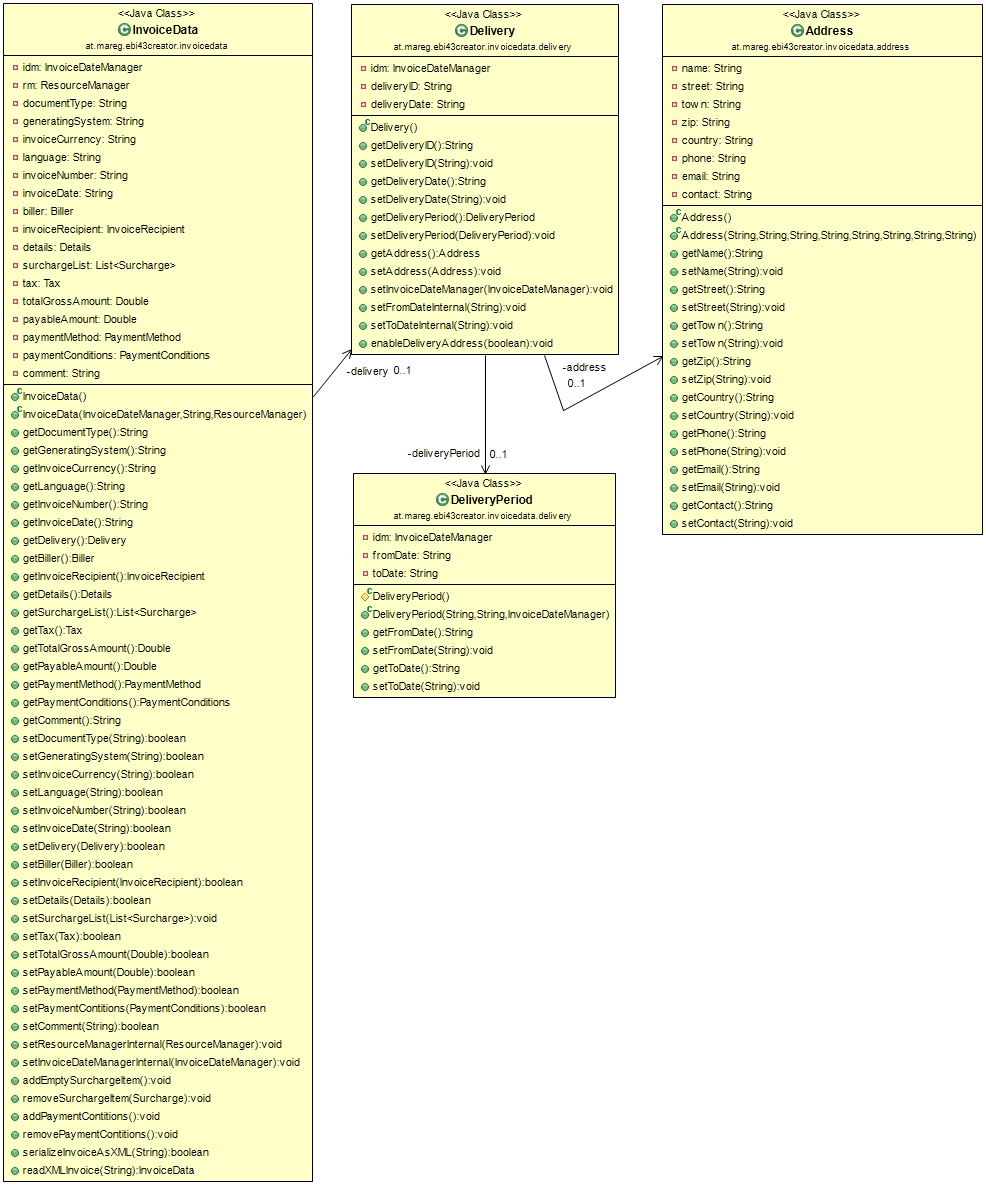 <<Java Class>>
InvoiceData
at.mareg.ebi43creator.invoicedata
idm: InvoiceDateManager
rm: ResourceManager
documentType: String
generatingSystem: String
invoiceCurrency: String
language: String
invoiceNumber: String
invoiceDate: String
biller: Biller
invoiceRecipient: InvoiceRecipient
details: Details
surchargeList: List<Surcharge>
tax: Tax
totalGrossAmount: Double
payableAmount: Double
paymentMethod: PaymentMethod
paymentConditions: PaymentConditions
comment: String
InvoiceData()
InvoiceData(InvoiceDateManager,String,ResourceManager)
getDocumentType():String
getGeneratingSystem():String
getInvoiceCurrency():String
getLanguage():String
getInvoiceNumber():String
getInvoiceDate():String
getDelivery():Delivery
getBiller():Biller
getInvoiceRecipient():InvoiceRecipient
getDetails():Details
getSurchargeList():List<Surcharge>
getTax():Tax
getTotalGrossAmount():Double
getPayableAmount():Double
getPaymentMethod():PaymentMethod
getPaymentConditions():PaymentConditions
getComment():String
setDocumentType(String):boolean
setGeneratingSystem(String):boolean
setInvoiceCurrency(String):boolean
setLanguage(String):boolean
setInvoiceNumber(String):boolean
setInvoiceDate(String):boolean
setDelivery(Delivery):boolean
setBiller(Biller):boolean
setInvoiceRecipient(InvoiceRecipient):boolean
setDetails(Details):boolean
setSurchargeList(List<Surcharge>):void
setTax(Tax):boolean
setTotalGrossAmount(Double):boolean
setPayableAmount(Double):boolean
setPaymentMethod(PaymentMethod):boolean
setPaymentContitions(PaymentConditions):boolean
setComment(String):boolean
setResourceManagerInternal(ResourceManager):void
setInvoiceDateManagerInternal(InvoiceDateManager):void
addEmptySurchargeItem():void
removeSurchargeItem(Surcharge):void
addPaymentContitions():void
removePaymentContitions():void
serializeInvoiceAsXML(String):boolean
readXMLInvoice(String):InvoiceData
-delivery 0..1
<<Java Class>>
Delivery
at.mareg.ebi43creator.invoicedata.delivery
idm: InvoiceDateManager
deliveryID: String
deliveryDate: String
Delivery()
getDeliveryID():String
setDeliveryID(String):void
getDeliveryDate():String
setDeliveryDate(String):void
getDeliveryPeriod():DeliveryPeriod
setDeliveryPeriod(DeliveryPeriod):void
getAddress():Address
setAddress(Address):void
setInvoiceDateManager(InvoiceDateManager):void
setFromDateInternal(String):void
setToDateInternal(String):void
enableDeliveryAddress(boolean):void
-address
0..1
-deliveryPeriod 0..1
<<Java Class>>
DeliveryPeriod
at.mareg.ebi43creator.invoicedata.delivery
idm: InvoiceDateManager
fromDate: String
toDate: String
DeliveryPeriod()
DeliveryPeriod(String,String,InvoiceDateManager)
getFromDate():String
setFromDate(String):void
getToDate():String
setToDate(String):void
<<Java Class>>
Address
at.mareg.ebi43creator.invoicedata.address
name: String
street: String
town: String
zip: String
country: String
phone: String
email: String
contact: String
Address()
Address(String,String,String,String,String,String,String,String)
getName():String
setName(String):void
getStreet():String
setStreet(String):void
getTown():String
setTown(String):void
getZip():String
setZip(String):void
getCountry():String
setCountry(String):void
getPhone():String
setPhone(String):void
getEmail():String
setEmail(String):void
getContact():String
setContact(String):void